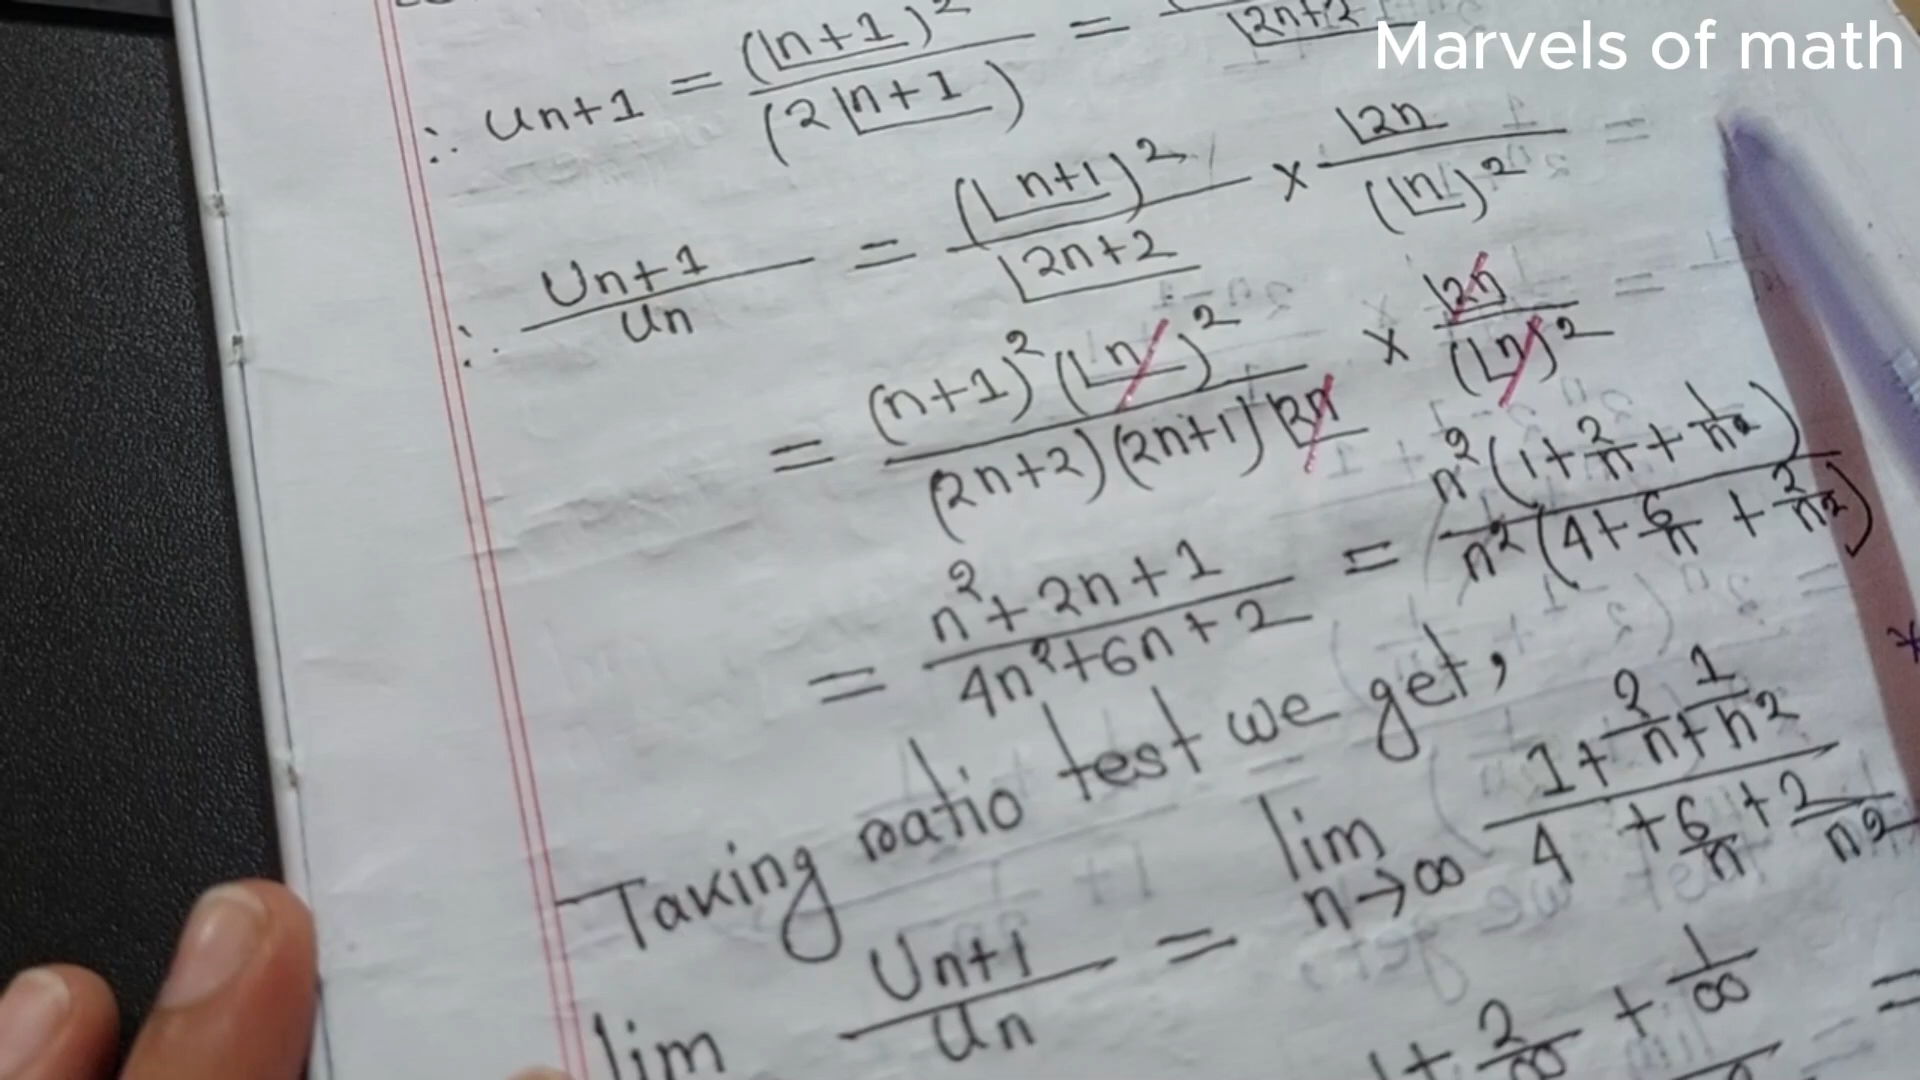 Marvels of math
∴ Un+1 = (|n+1)² / (2|n+1) = / |2n+2
∴ Un+1 / Un = (|n+1)² / |2n+2 × |2n / (|n)² =
= (n+1)² (|n)² / (2n+2)(2n+1)|2n × |2n / (|n)² =
= n²+2n+1 / 4n²+6n+2 = n²(1+2/n+1/n²) / n²(4+6/n+2/n²)
Taking ratio test we get,
lim Un+1 / Un = lim n→∞ 1+2/n+1/n² / 4+6/n+2/n²
1+2/∞+1/∞ =